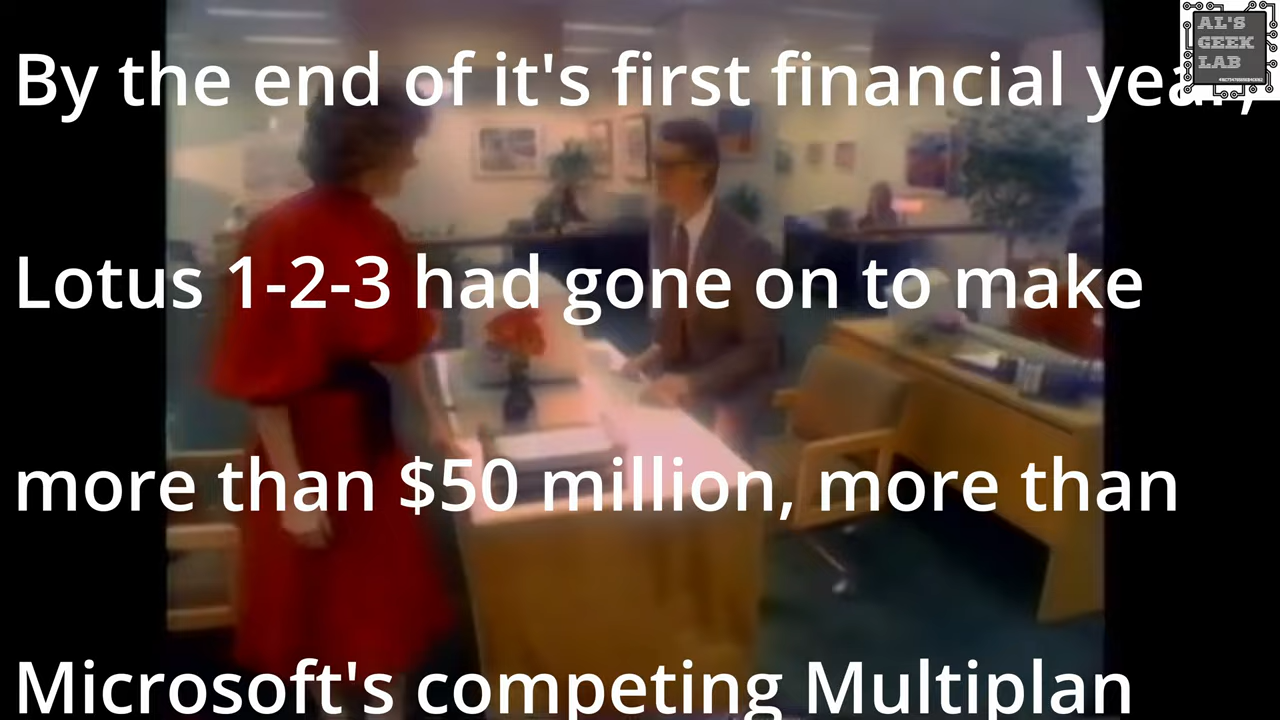 By the end of it's first financial year,
Lotus 1-2-3 had gone on to make
more than $50 million, more than
Microsoft's competing Multiplan
AL'S
GEEK
LAB